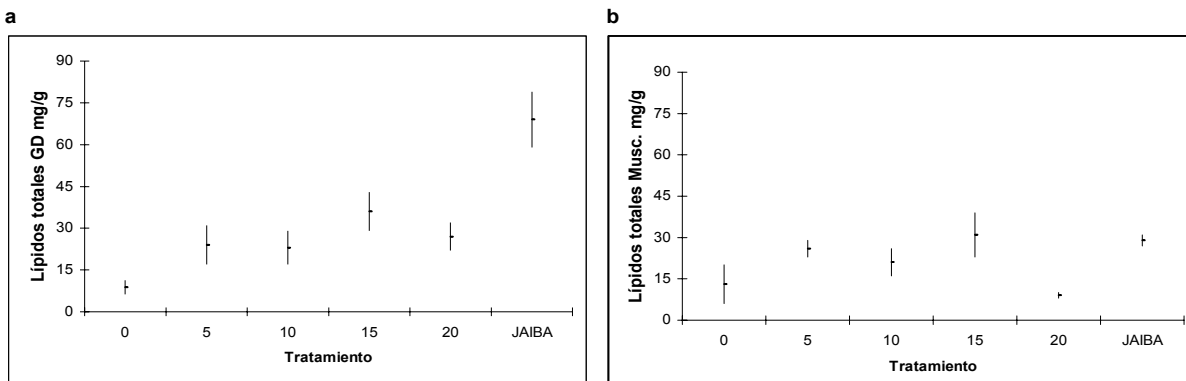 a
Lípidos totales GD mg/g
90
75
60
45
30
15
0
0 5 10 15 20 JAIBA
Tratamiento
b
Lípidos totales Musc. mg/g
90
75
60
45
30
15
0
0 5 10 15 20 JAIBA
Tratamiento